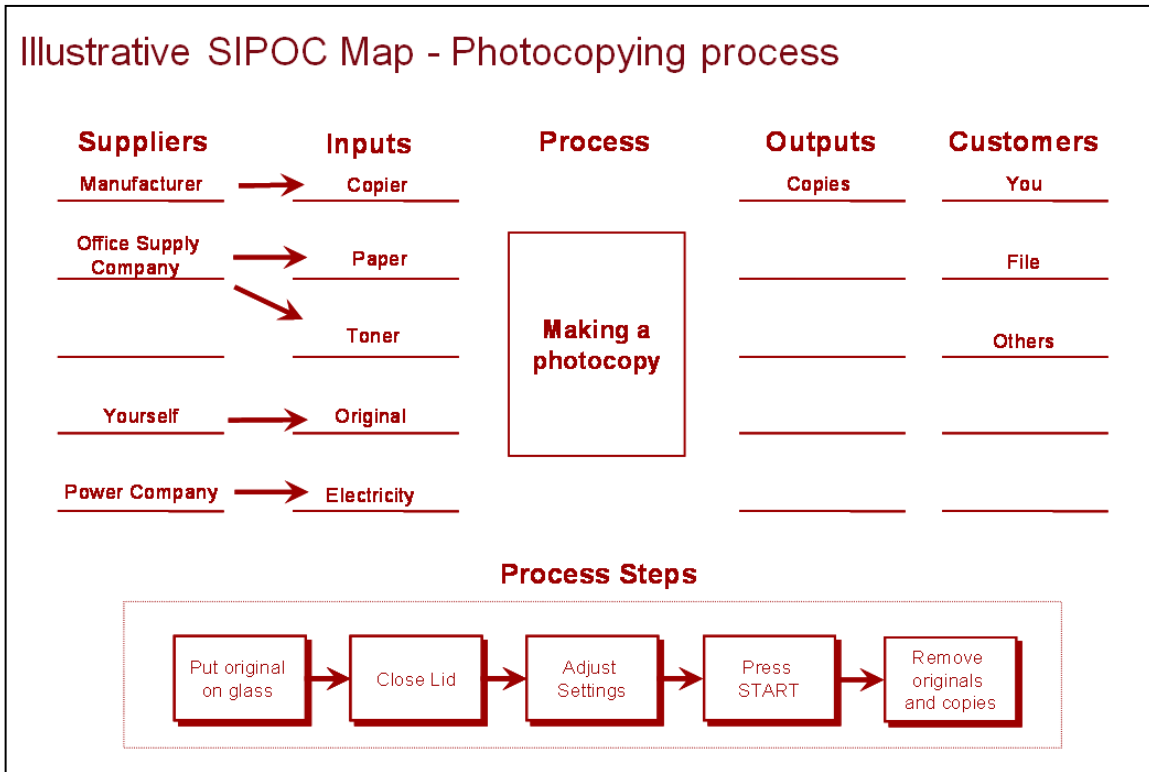 Illustrative SIPOC Map - Photocopying process
Suppliers
Inputs
Process
Outputs
Customers
Manufacturer
Copier
Copies
You
Office Supply
Company
Paper
File
Toner
Making a
photocopy
Others
Yourself
Original
Power Company
Electricity
Process Steps
Put original
on glass
Close Lid
Adjust
Settings
Press
START
Remove
originals
and copies